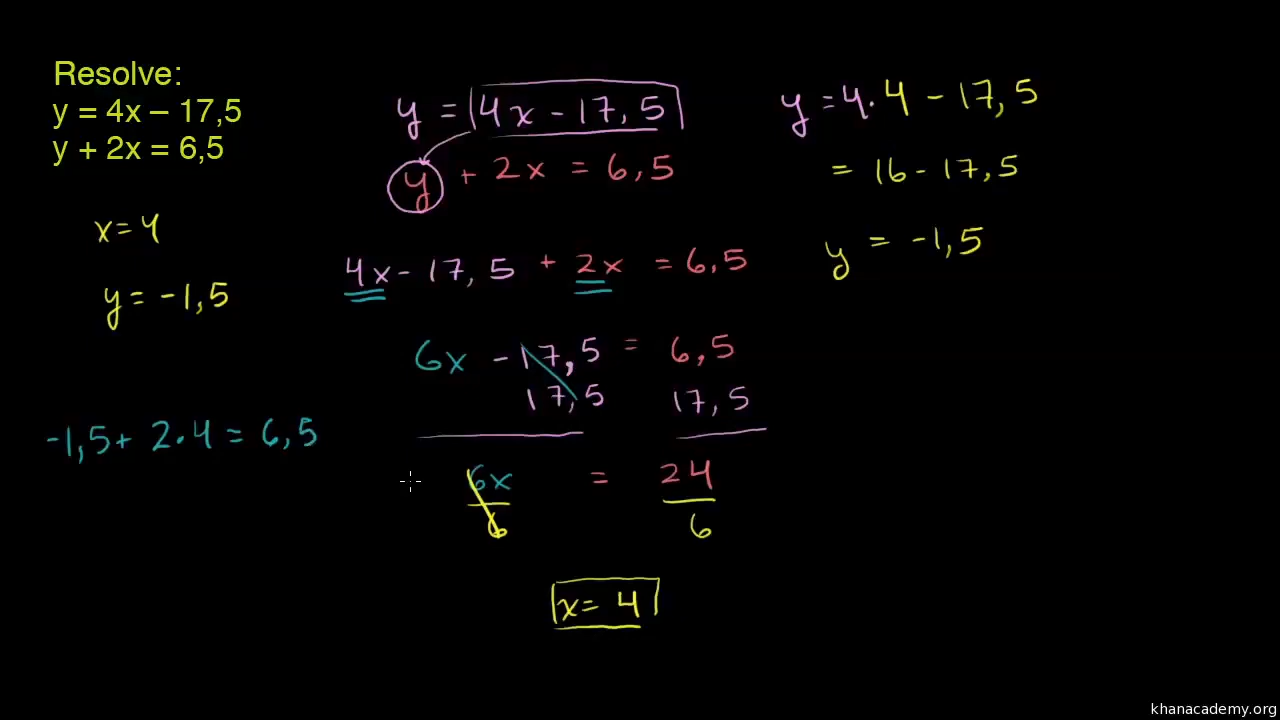 Resolve:
y = 4x – 17,5
y + 2x = 6,5
x = 4
y = -1,5
-1,5 + 2·4 = 6,5
y = 4x - 17,5
y + 2x = 6,5
4x - 17,5 + 2x = 6,5
6x - 17,5 = 6,5
17,5 17,5
6x = 24
6 6
x = 4
y = 4·4 - 17,5
= 16 - 17,5
y = -1,5
khanacademy.org